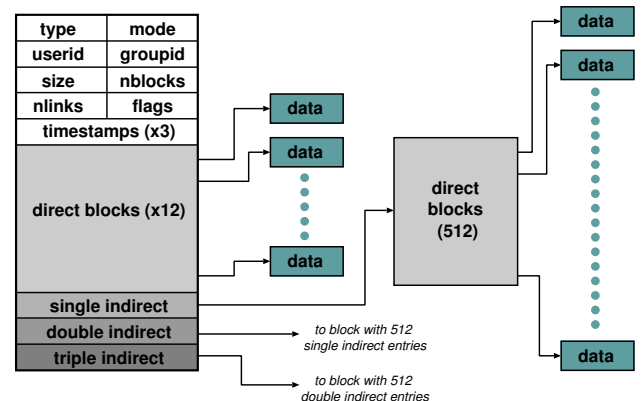 type mode
userid groupid
size nblocks
nlinks flags
timestamps (x3)
direct blocks (x12)
single indirect
double indirect
triple indirect
data
data
data
to block with 512
single indirect entries
to block with 512
double indirect entries
direct
blocks
(512)
data
data
data